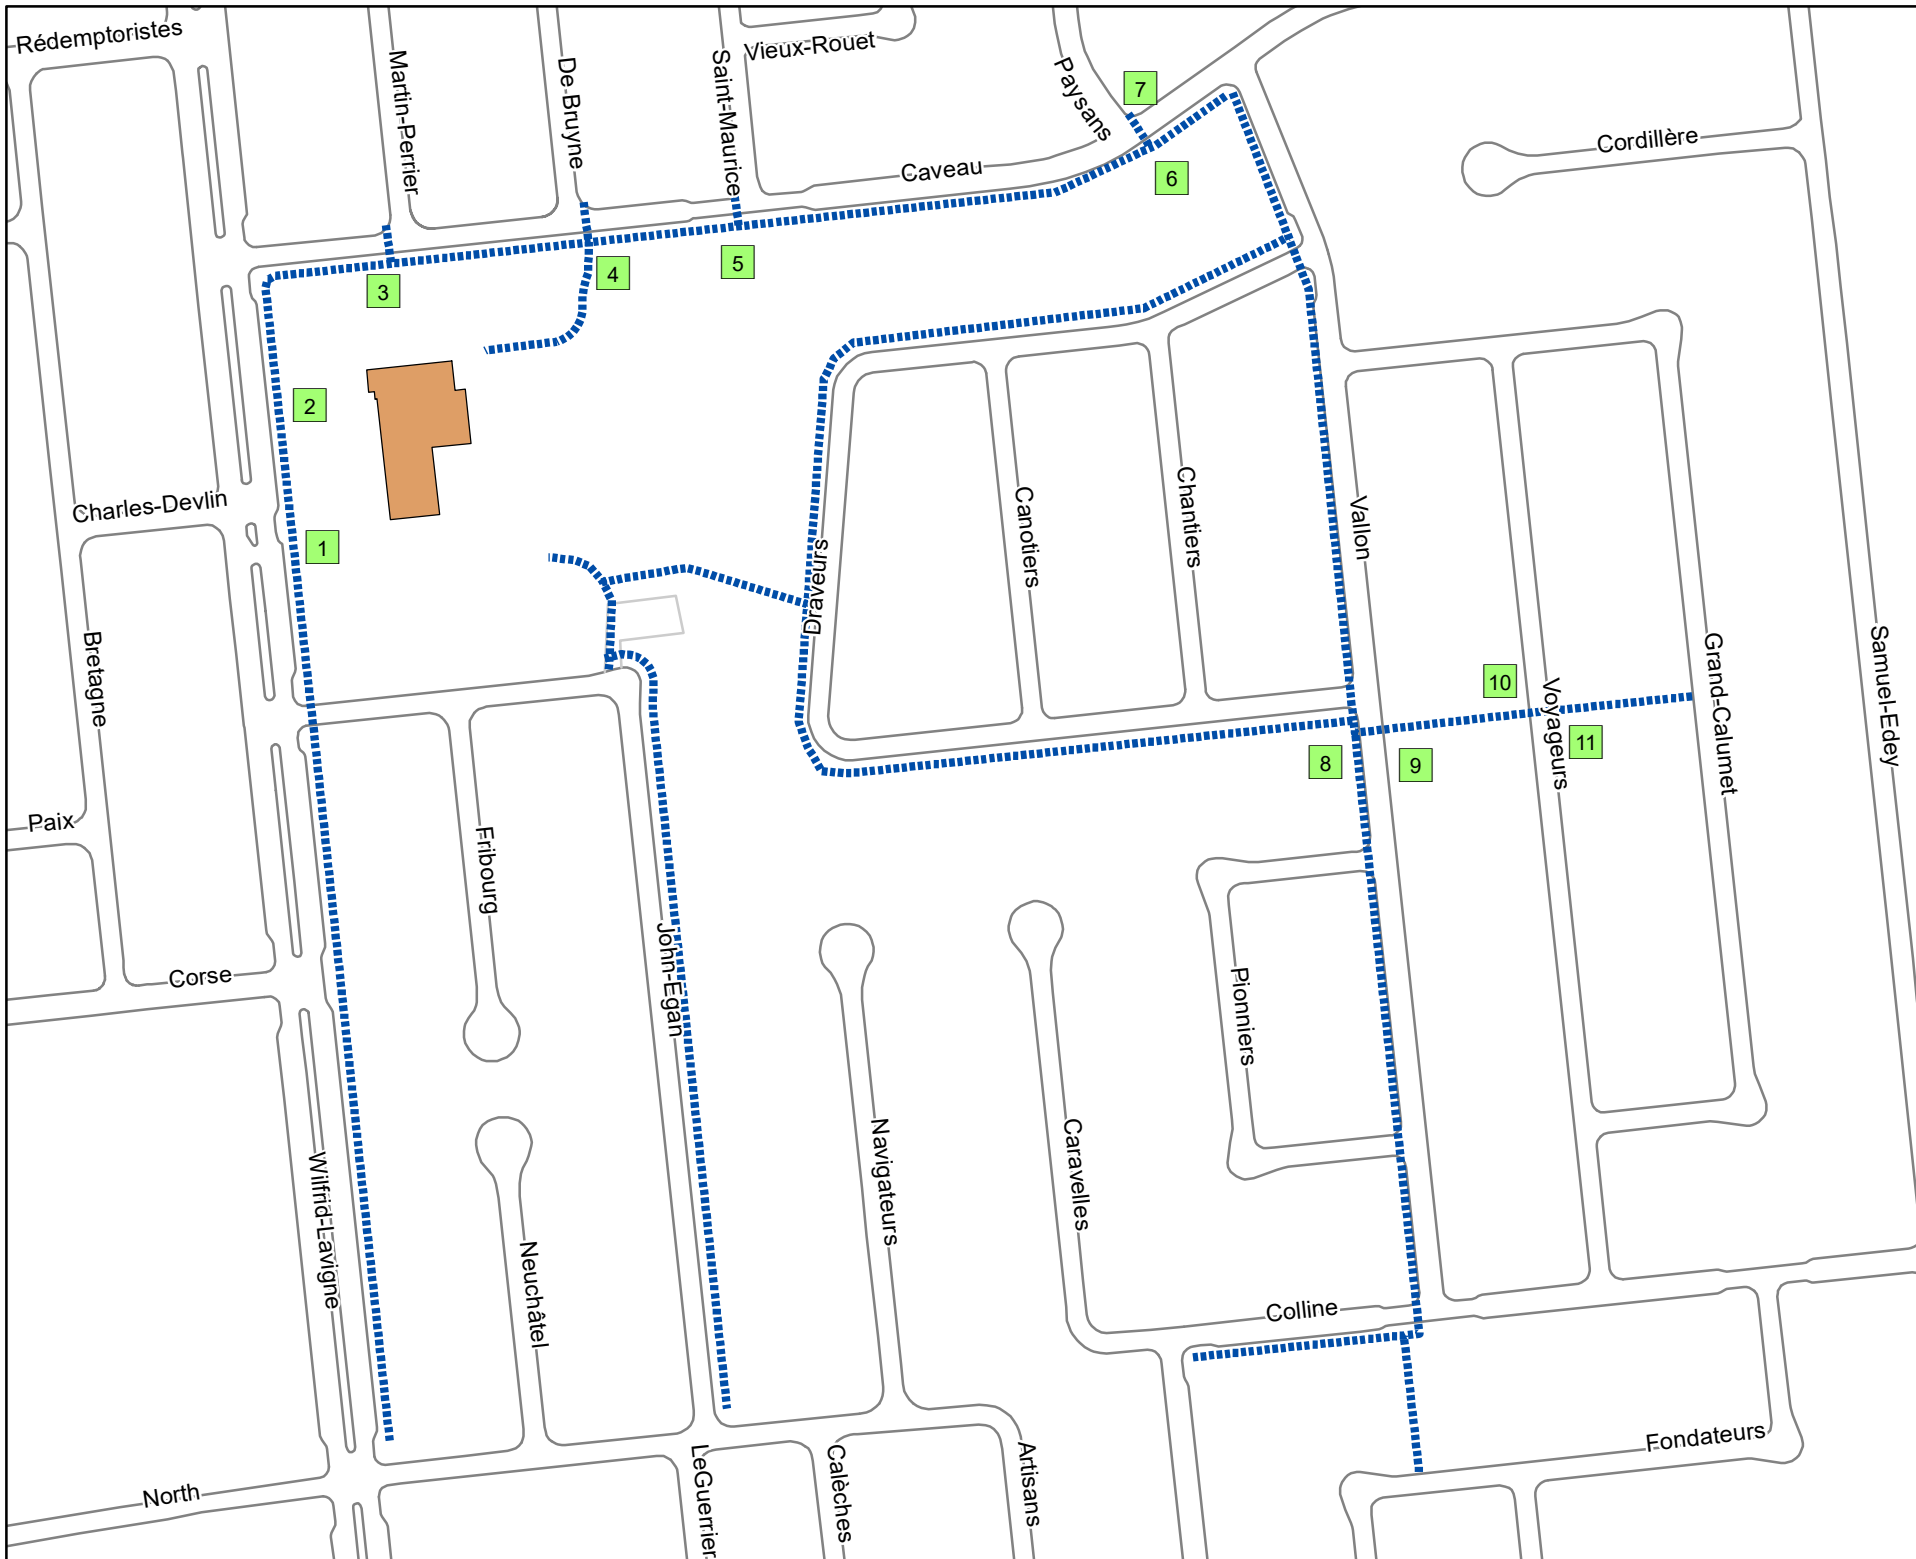 Rédemptoristes
Martin-Perrier
De-Bruyne
Saint-Maurice
Vieux-Rouet
Paysans
7
Cordillère
Caveau
6
3
4
5
2
Charles-Devlin
1
Draveurs
Canotiers
Chantiers
Vallon
Bretagne
10
Voyageurs
11
Grand-Calumet
Samuel-Edey
8
9
Paix
Fribourg
Corse
John-Egan
Pionniers
Wilfrid-Lavigne
Neuchâtel
Navigateurs
Caravelles
Colline
Fondateurs
North
LeGuerrier
Calèches
Artisans